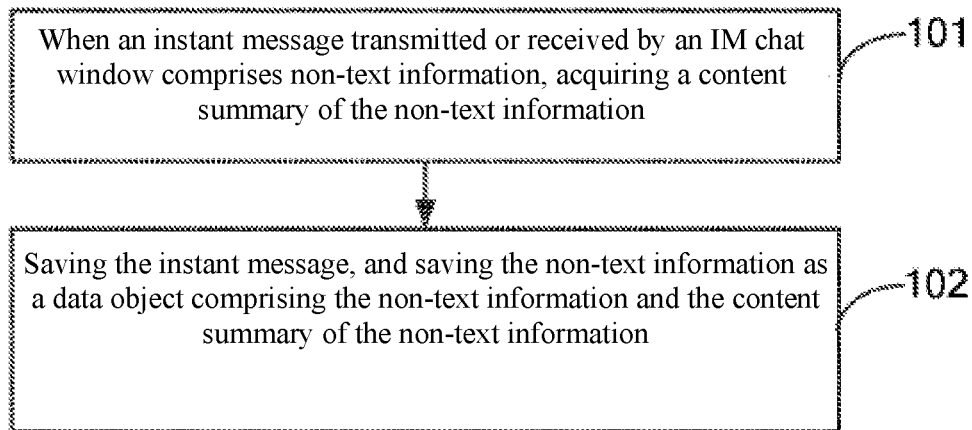 When an instant message transmitted or received by an IM chat
window comprises non-text information, acquiring a content
summary of the non-text information
101
Saving the instant message, and saving the non-text information as
a data object comprising the non-text information and the content
summary of the non-text information
102